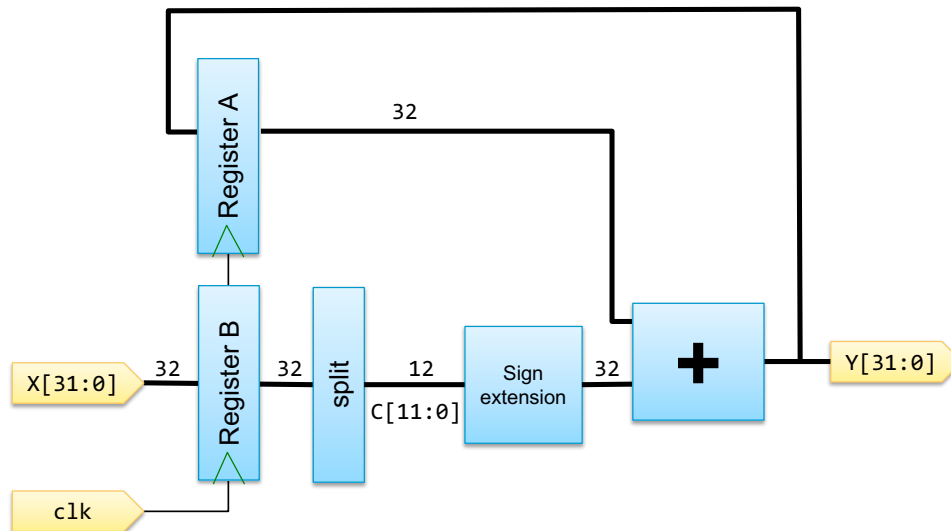 Register A
32
Register B
split
Sign
extension
+
X[31:0]
32
32
12
C[11:0]
32
Y[31:0]
clk